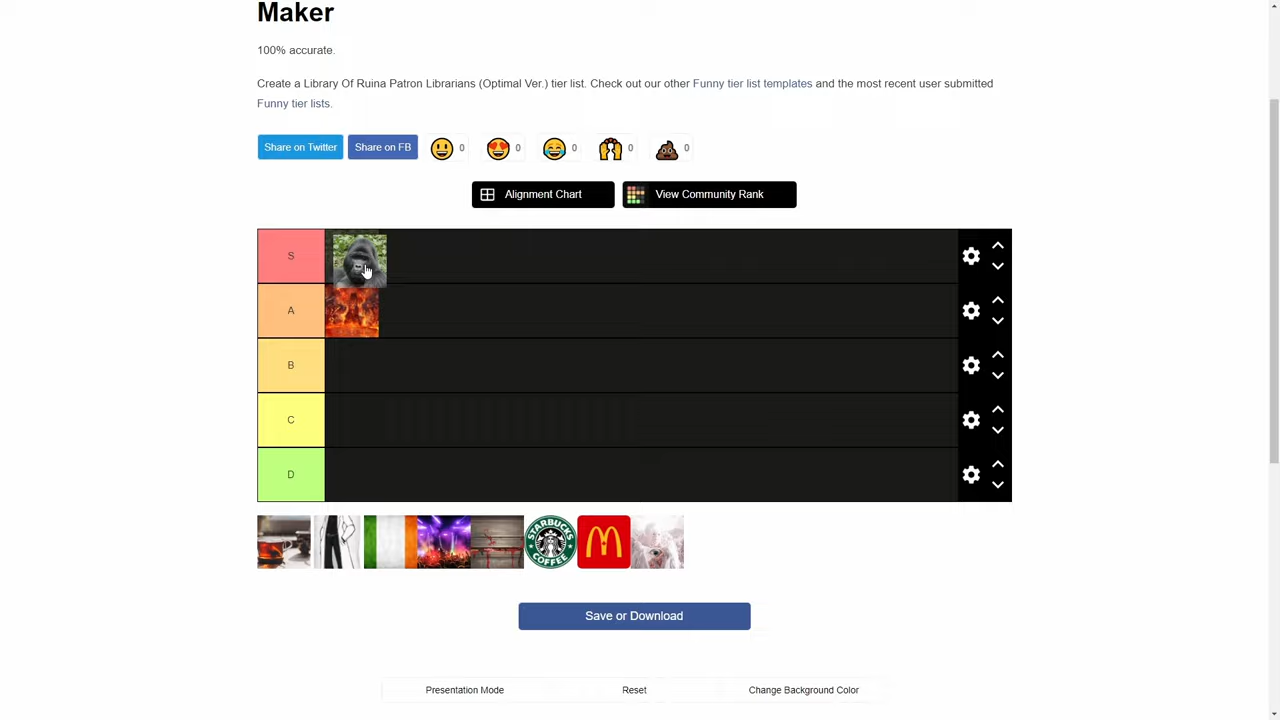 Maker
100% accurate.
Create a Library Of Ruina Patron Librarians (Optimal Ver.) tier list. Check out our other Funny tier list templates and the most recent user submitted
Funny tier lists.
Share on Twitter Share on FB 0 0 0 0 0
Alignment Chart View Community Rank
S
A
B
C
D
STARBUCKS
COFFEE
Save or Download
Presentation Mode Reset Change Background Color